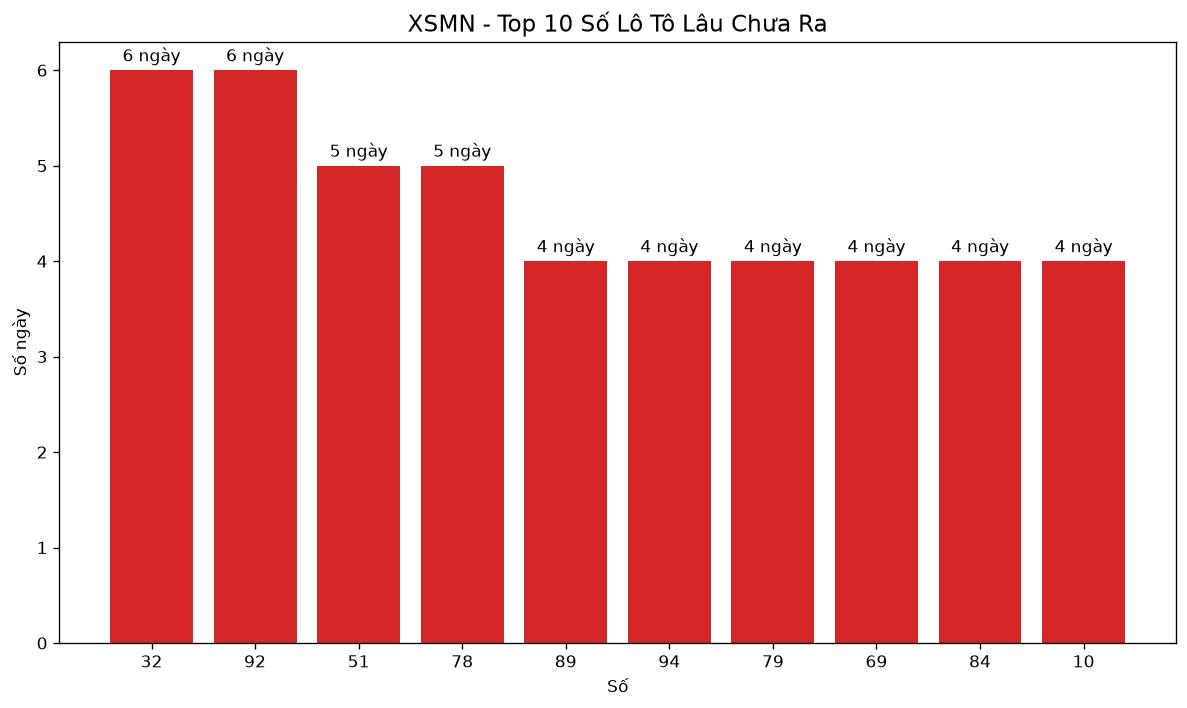 XSMN - Top 10 Số Lô Tô Lâu Chưa Ra
6 ngày 6 ngày
5 ngày 5 ngày
4 ngày 4 ngày 4 ngày 4 ngày 4 ngày 4 ngày
Số ngày
6
5
4
3
2
1
0
32 92 51 78 89 94 79 69 84 10
Số